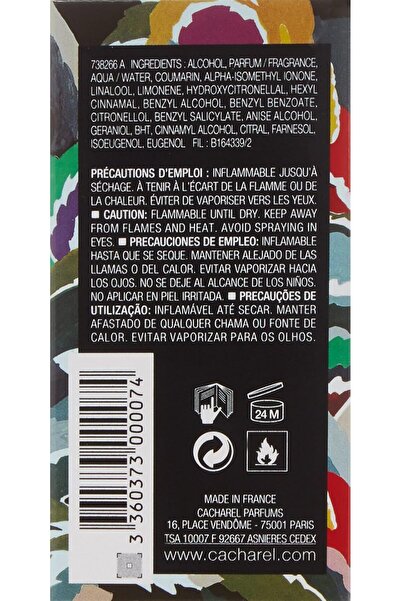 738266 A INGREDIENTS : ALCOHOL, PARFUM / FRAGRANCE,
AQUA / WATER, COUMARIN, ALPHA-ISOMETHYL IONONE,
LINALOOL, LIMONENE, HYDROXYCITRONELLAL, HEXYL
CINNAMAL, BENZYL ALCOHOL, BENZYL BENZOATE,
CITRONELLOL, BENZYL SALICYLATE, ANISE ALCOHOL,
GERANIOL, BHT, CINNAMYL ALCOHOL, CITRAL, FARNESOL,
ISOEUGENOL, EUGENOL FIL : B164339/2
PRÉCAUTIONS D'EMPLOI : INFLAMMABLE JUSQU'À
SÉCHAGE. À TENIR À L'ÉCART DE LA FLAMME OU DE
LA CHALEUR. ÉVITER DE VAPORISER VERS LES YEUX.
■ CAUTION: FLAMMABLE UNTIL DRY. KEEP AWAY
FROM FLAMES AND HEAT. AVOID SPRAYING IN
EYES. ■ PRECAUCIONES DE EMPLEO: INFLAMABLE
HASTA QUE SE SEQUE. MANTENER ALEJADO DE LAS
LLAMAS O DEL CALOR. EVITAR VAPORIZAR HACIA
LOS OJOS. NO SE DEJE AL ALCANCE DE LOS NIÑOS.
NO APLICAR EN PIEL IRRITADA. ■ PRECAUÇÕES DE
UTILIZAÇÃO: INFLAMÁVEL ATÉ SECAR. MANTER
AFASTADO DE QUALQUER CHAMA OU FONTE DE
CALOR. EVITAR VAPORIZAR PARA OS OLHOS.
3 360373 000074
24 M
MADE IN FRANCE
CACHAREL PARFUMS
16, PLACE VENDÔME - 75001 PARIS
TSA 10007 F 92667 ASNIERES CEDEX
www.cacharel.com